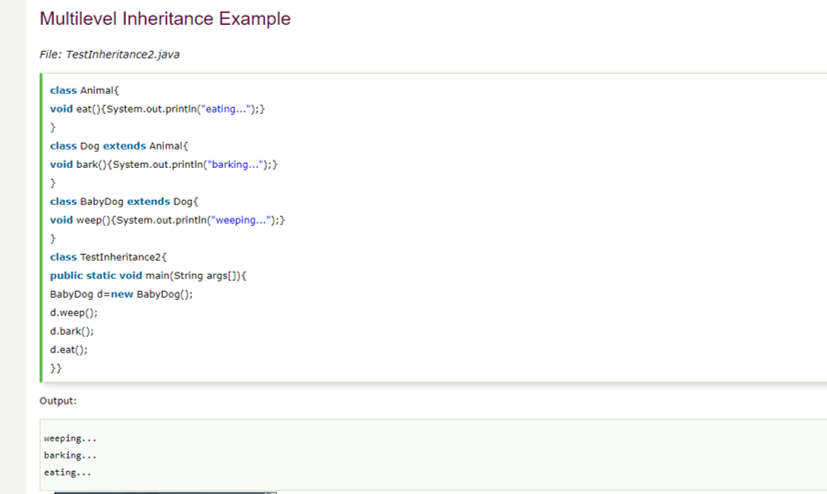 Multilevel Inheritance Example
File: TestInheritance2.java
class Animal{
void eat(){System.out.println("eating...");}
}
class Dog extends Animal{
void bark(){System.out.println("barking...");}
}
class BabyDog extends Dog{
void weep(){System.out.println("weeping...");}
}
class TestInheritance2{
public static void main(String args[]){
BabyDog d=new BabyDog();
d.weep();
d.bark();
d.eat();
}}
Output:
weeping...
barking...
eating...